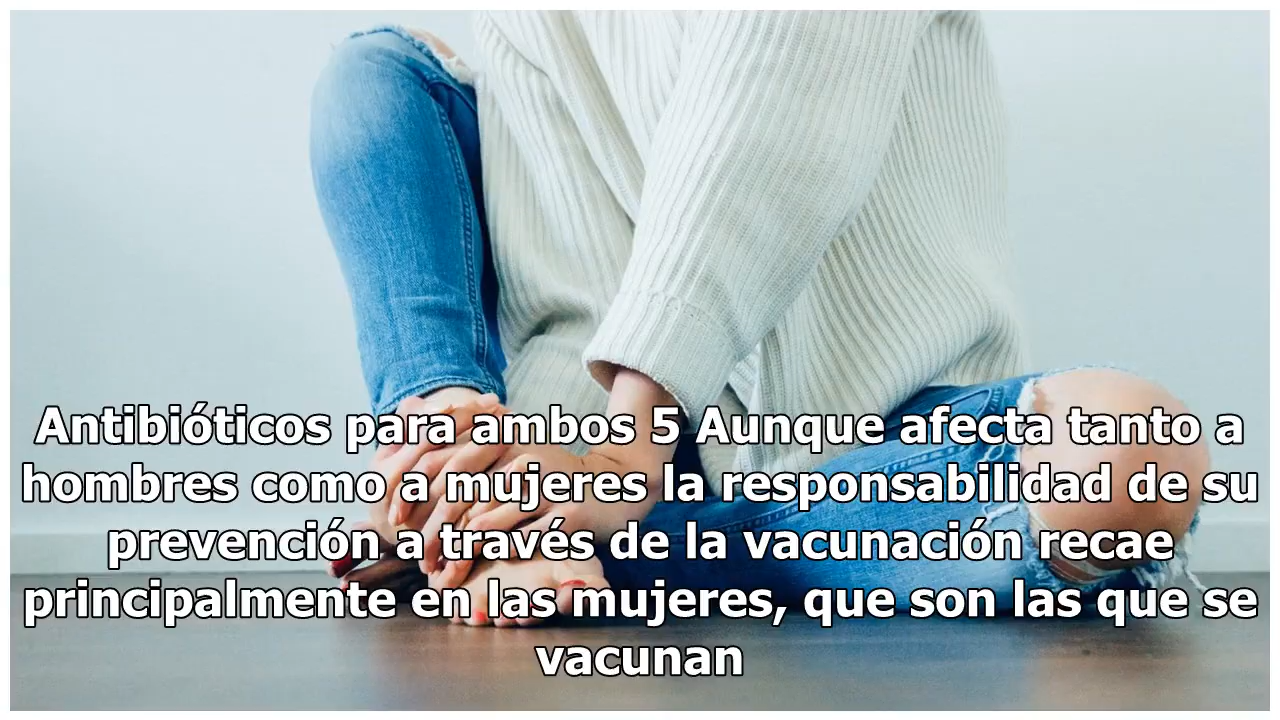 Antibióticos para ambos 5 Aunque afecta tanto a
hombres como a mujeres la responsabilidad de su
prevención a través de la vacunación recae
principalmente en las mujeres, que son las que se
vacunan